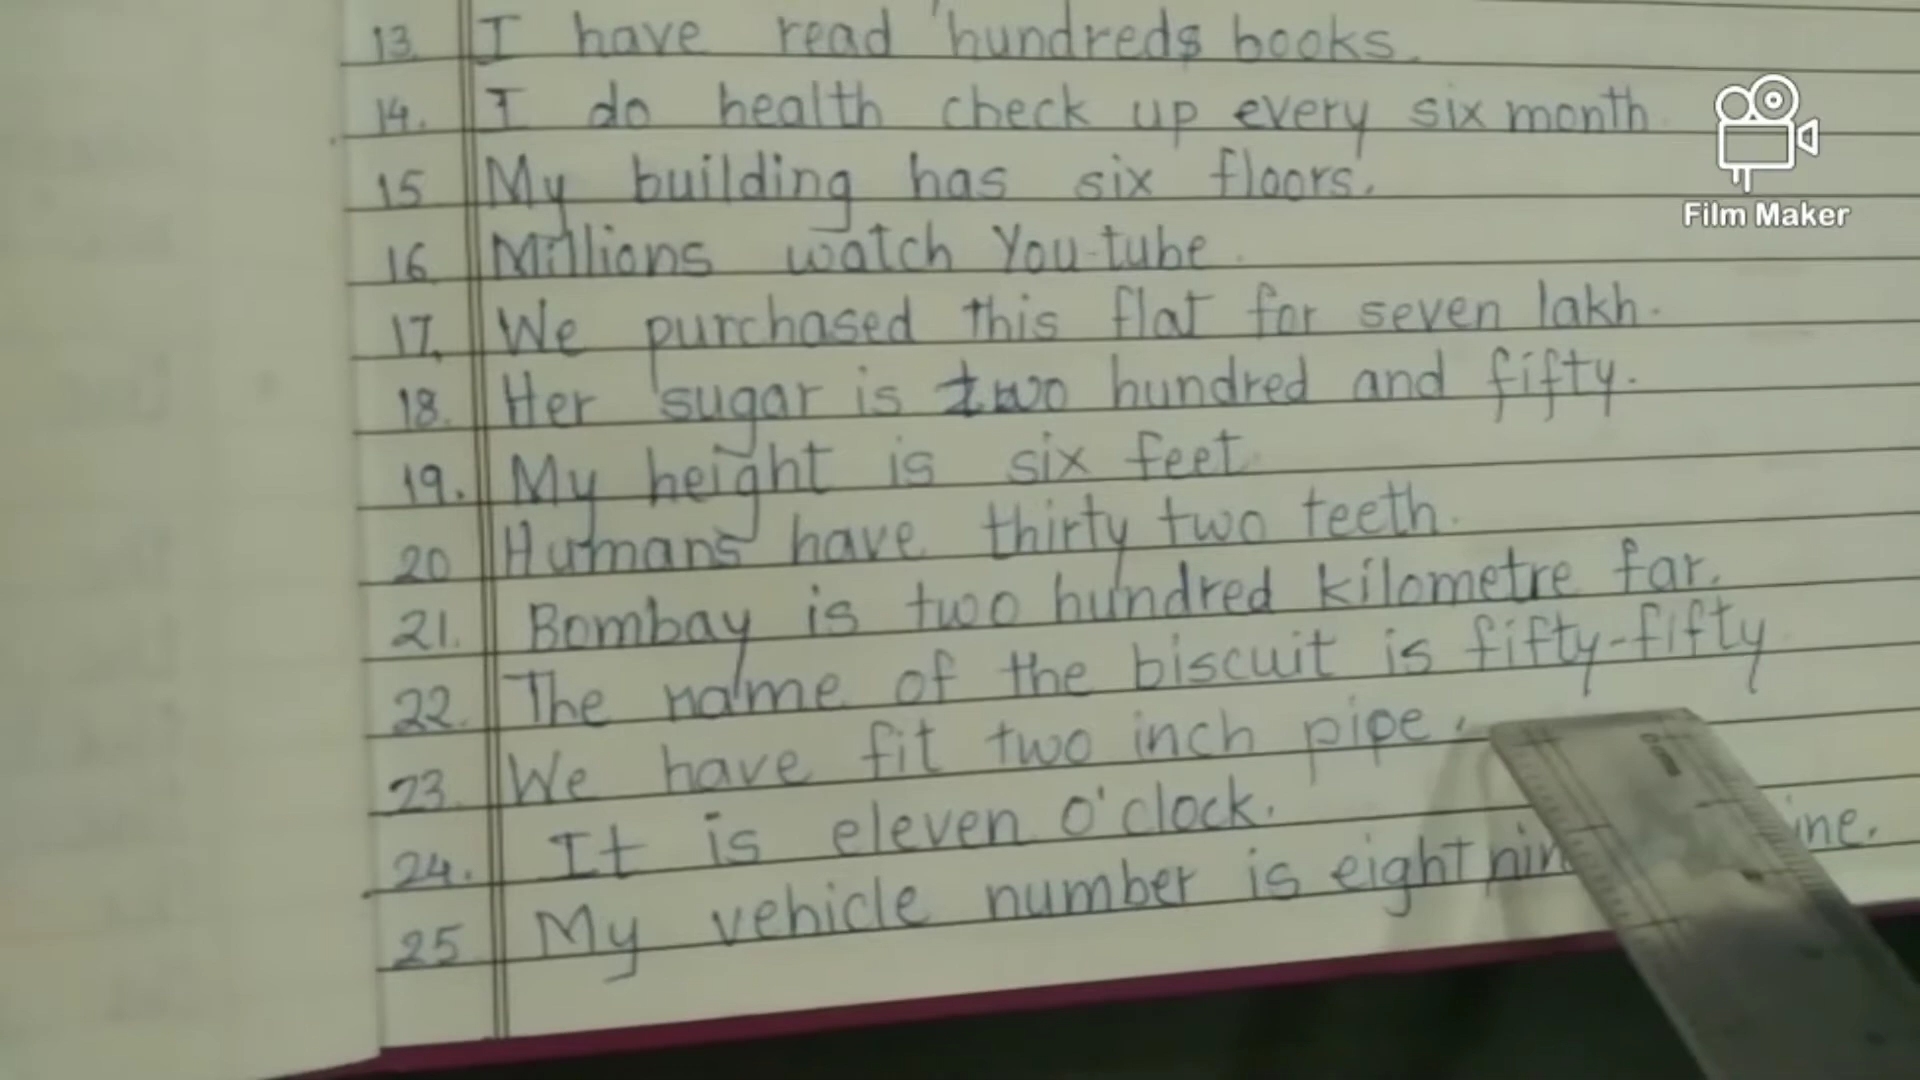 13. I have read hundreds books.
14. I do health check up every six month
15 My building has six floors.
16 Millions watch You-tube.
17. We purchased this flat for seven lakh.
18. Her sugar is two hundred and fifty.
19. My height is six feet.
20 Humans have thirty two teeth.
21. Bombay is two hundred kilometre far.
22. The name of the biscuit is fifty-fifty
23. We have fit two inch pipe.
24. It is eleven o'clock.
25 My vehicle number is eight
Film Maker